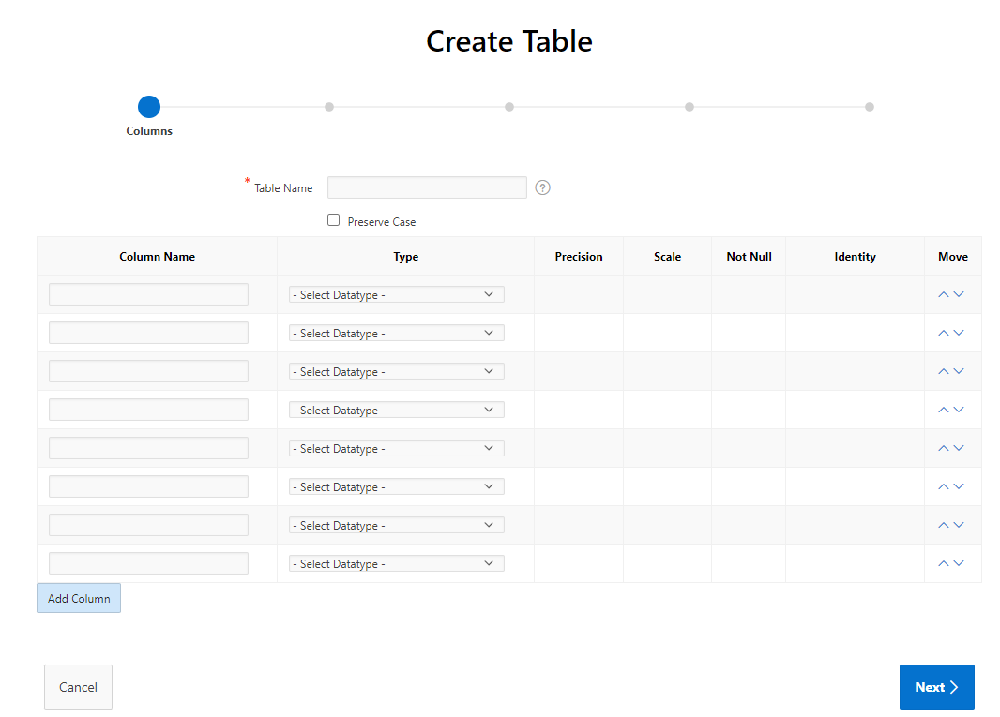 Create Table
Columns
* Table Name ?
Preserve Case
Column Name Type Precision Scale Not Null Identity Move
- Select Datatype -
- Select Datatype -
- Select Datatype -
- Select Datatype -
- Select Datatype -
- Select Datatype -
- Select Datatype -
- Select Datatype -
Add Column
Cancel Next